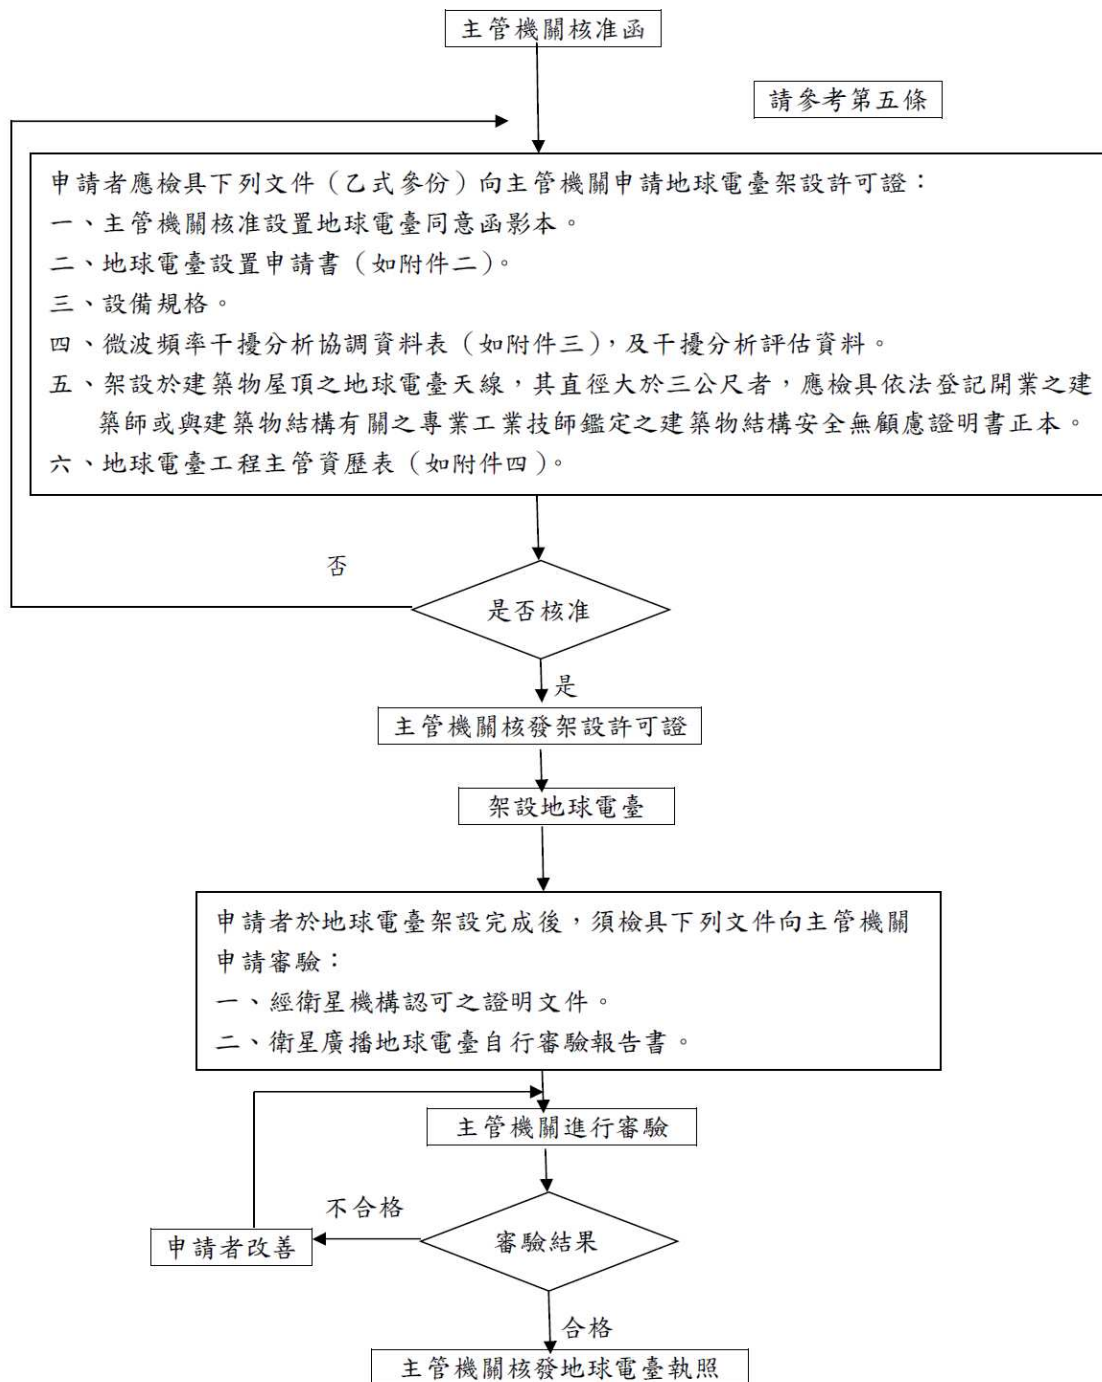 主管機關核准函
請參考第五條
申請者應檢具下列文件（乙式參份）向主管機關申請地球電臺架設許可證：
一、主管機關核准設置地球電臺同意函影本。
二、地球電臺設置申請書（如附件二）。
三、設備規格。
四、微波頻率干擾分析協調資料表（如附件三），及干擾分析評估資料。
五、架設於建築物屋頂之地球電臺天線，其直徑大於三公尺者，應檢具依法登記開業之建
築師或與建築物結構有關之專業工業技師鑑定之建築物結構安全無顧慮證明書正本。
六、地球電臺工程主管資歷表（如附件四）。
否
是否核准
是
主管機關核發架設許可證
架設地球電臺
申請者於地球電臺架設完成後，須檢具下列文件向主管機關
申請審驗：
一、經衛星機構認可之證明文件。
二、衛星廣播地球電臺自行審驗報告書。
主管機關進行審驗
不合格
申請者改善
審驗結果
合格
主管機關核發地球電臺執照